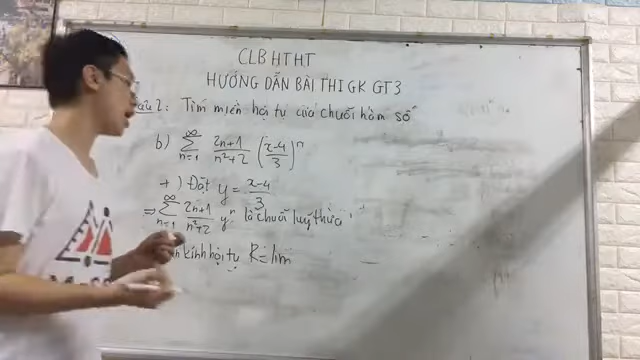 CLB HTHT
HƯỚNG DẪN BÀI THI GK GT3
Câu 2: Tìm miền hội tụ của chuỗi hàm số
b) ∑_{n=1}^{∞} (2n+1)/(n²+2) ((x-4)/3)^n
+) Đặt y = (x-4)/3
⇒ ∑_{n=1}^{∞} (2n+1)/(n²+2) y^n là chuỗi luỹ thừa
kính hội tụ R = lim